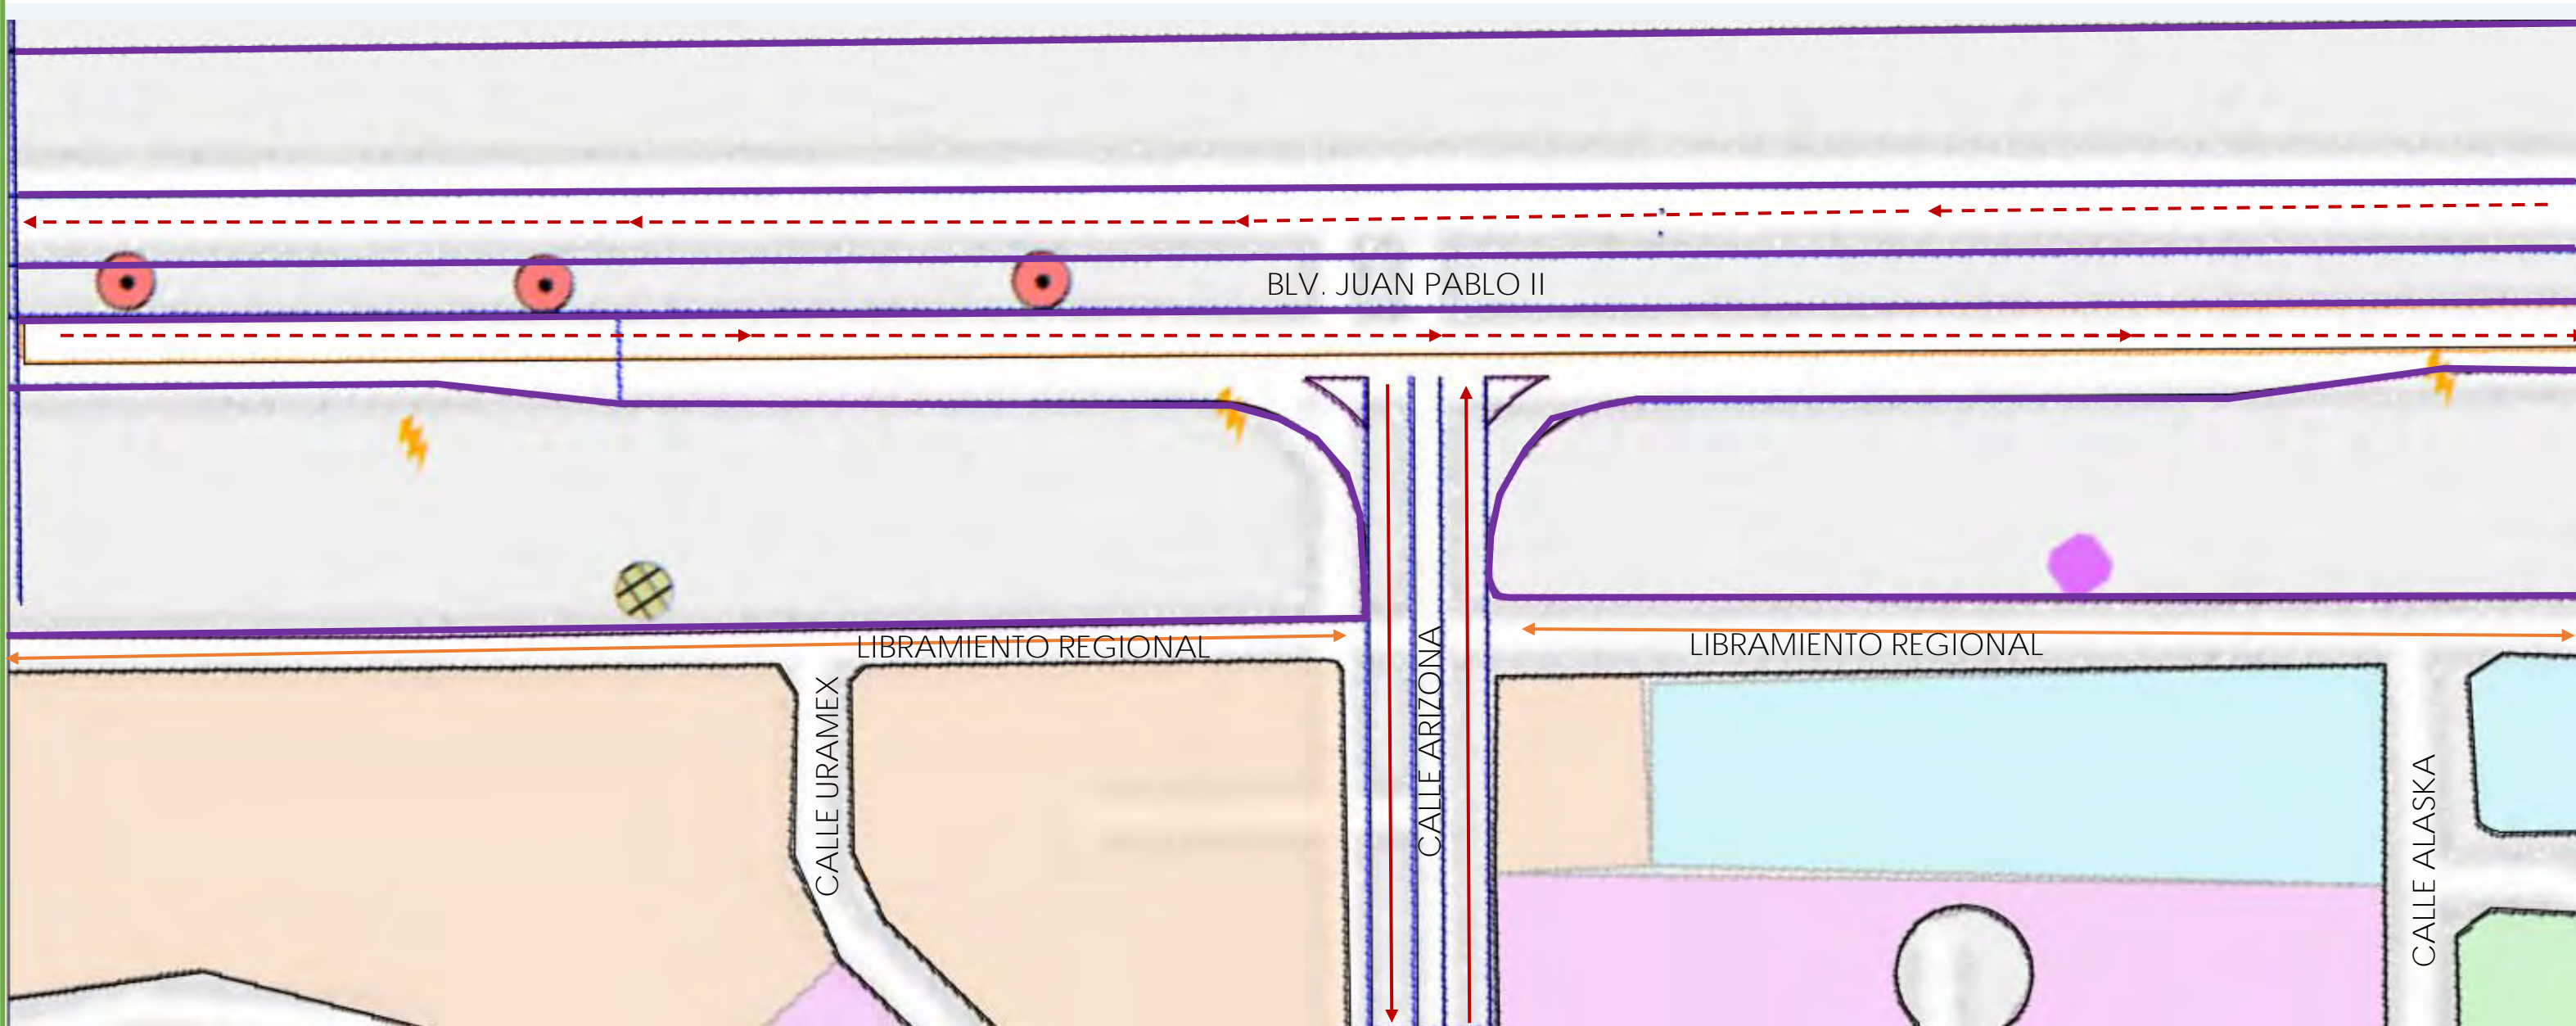 BLV. JUAN PABLO II
LIBRAMIENTO REGIONAL
LIBRAMIENTO REGIONAL
CALLE URAMEX
CALLE ARIZONA
CALLE ALASKA